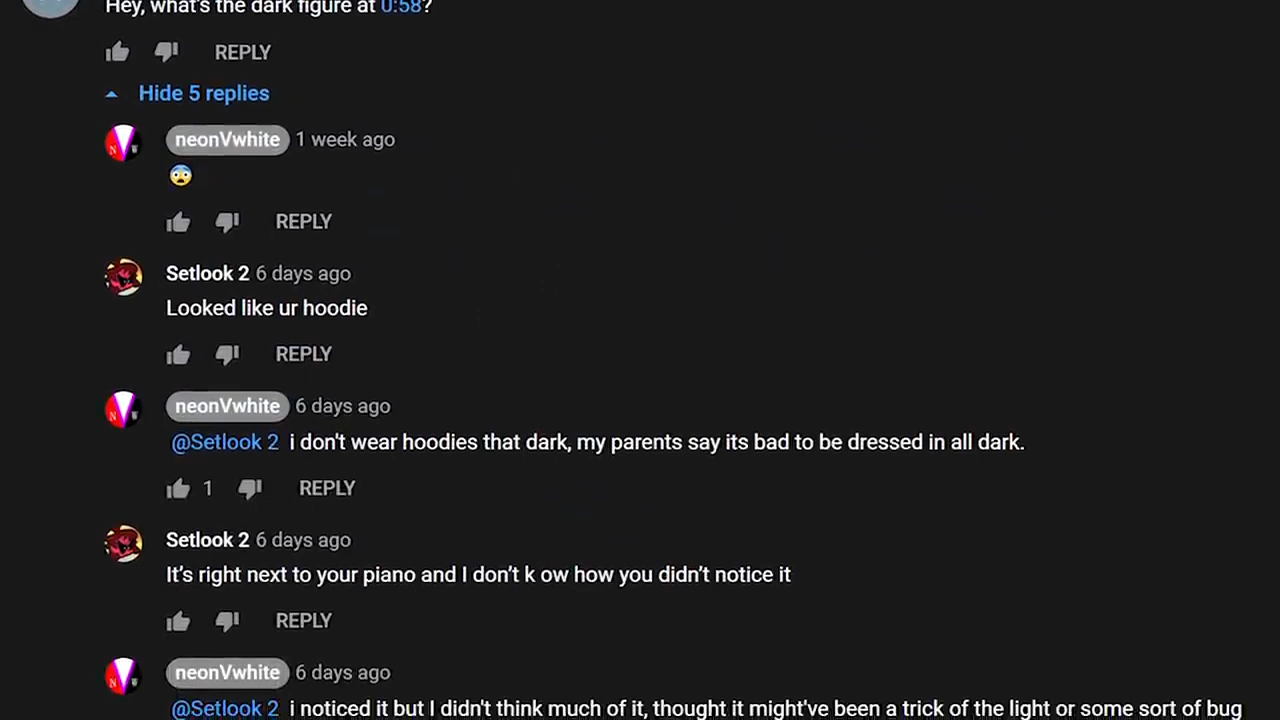 Hey, what's the dark figure at 0:58?
REPLY
Hide 5 replies
neonVwhite 1 week ago
REPLY
Setlook 2 6 days ago
Looked like ur hoodie
REPLY
neonVwhite 6 days ago
@Setlook 2 i don't wear hoodies that dark, my parents say its bad to be dressed in all dark.
1 REPLY
Setlook 2 6 days ago
It's right next to your piano and I don't k ow how you didn't notice it
REPLY
neonVwhite 6 days ago
@Setlook 2 i noticed it but I didn't think much of it, thought it might've been a trick of the light or some sort of bug